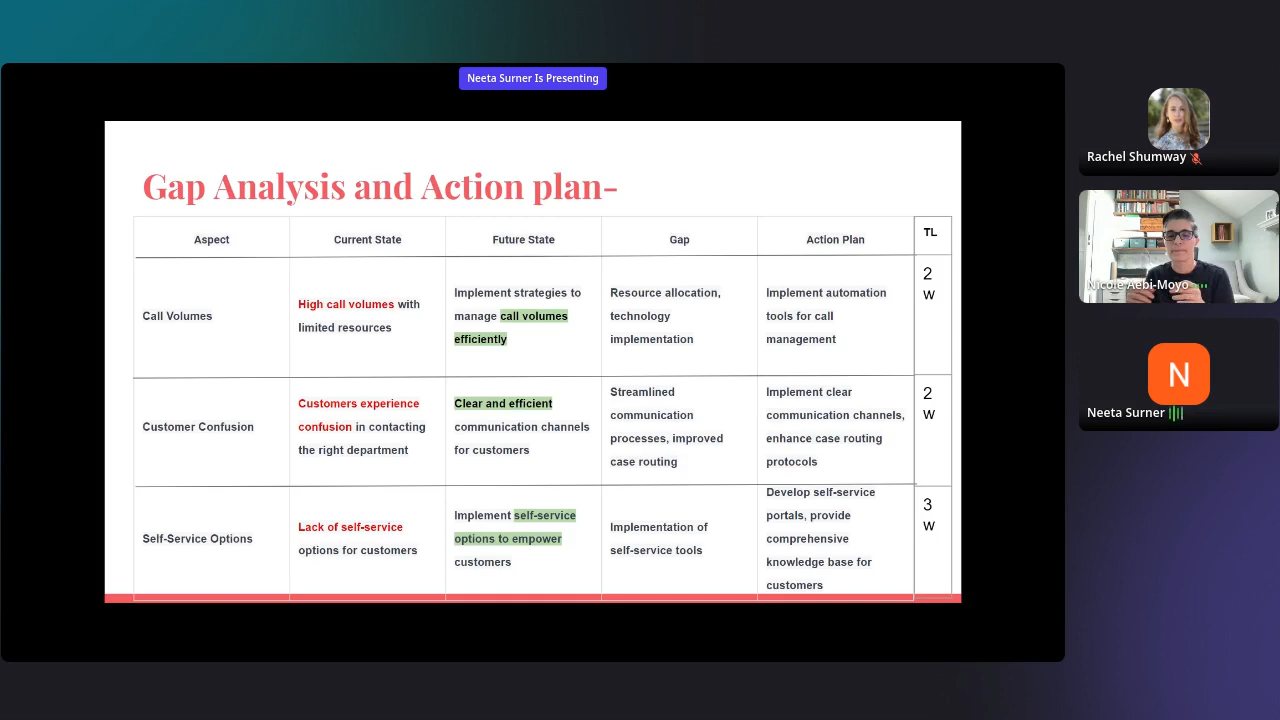 Neeta Surner Is Presenting
Gap Analysis and Action plan-
Aspect
Current State
Future State
Gap
Action Plan
TL
Call Volumes
High call volumes with
limited resources
Implement strategies to
manage call volumes
efficiently
Resource allocation,
technology
implementation
Implement automation
tools for call
management
2
w
Customer Confusion
Customers experience
confusion in contacting
the right department
Clear and efficient
communication channels
for customers
Streamlined
communication
processes, improved
case routing
Implement clear
communication channels,
enhance case routing
protocols
2
w
Self-Service Options
Lack of self-service
options for customers
Implement self-service
options to empower
customers
Implementation of
self-service tools
Develop self-service
portals, provide
comprehensive
knowledge base for
customers
3
w
Rachel Shumway
Nicole Aebi-Moyo
N
Neeta Surner